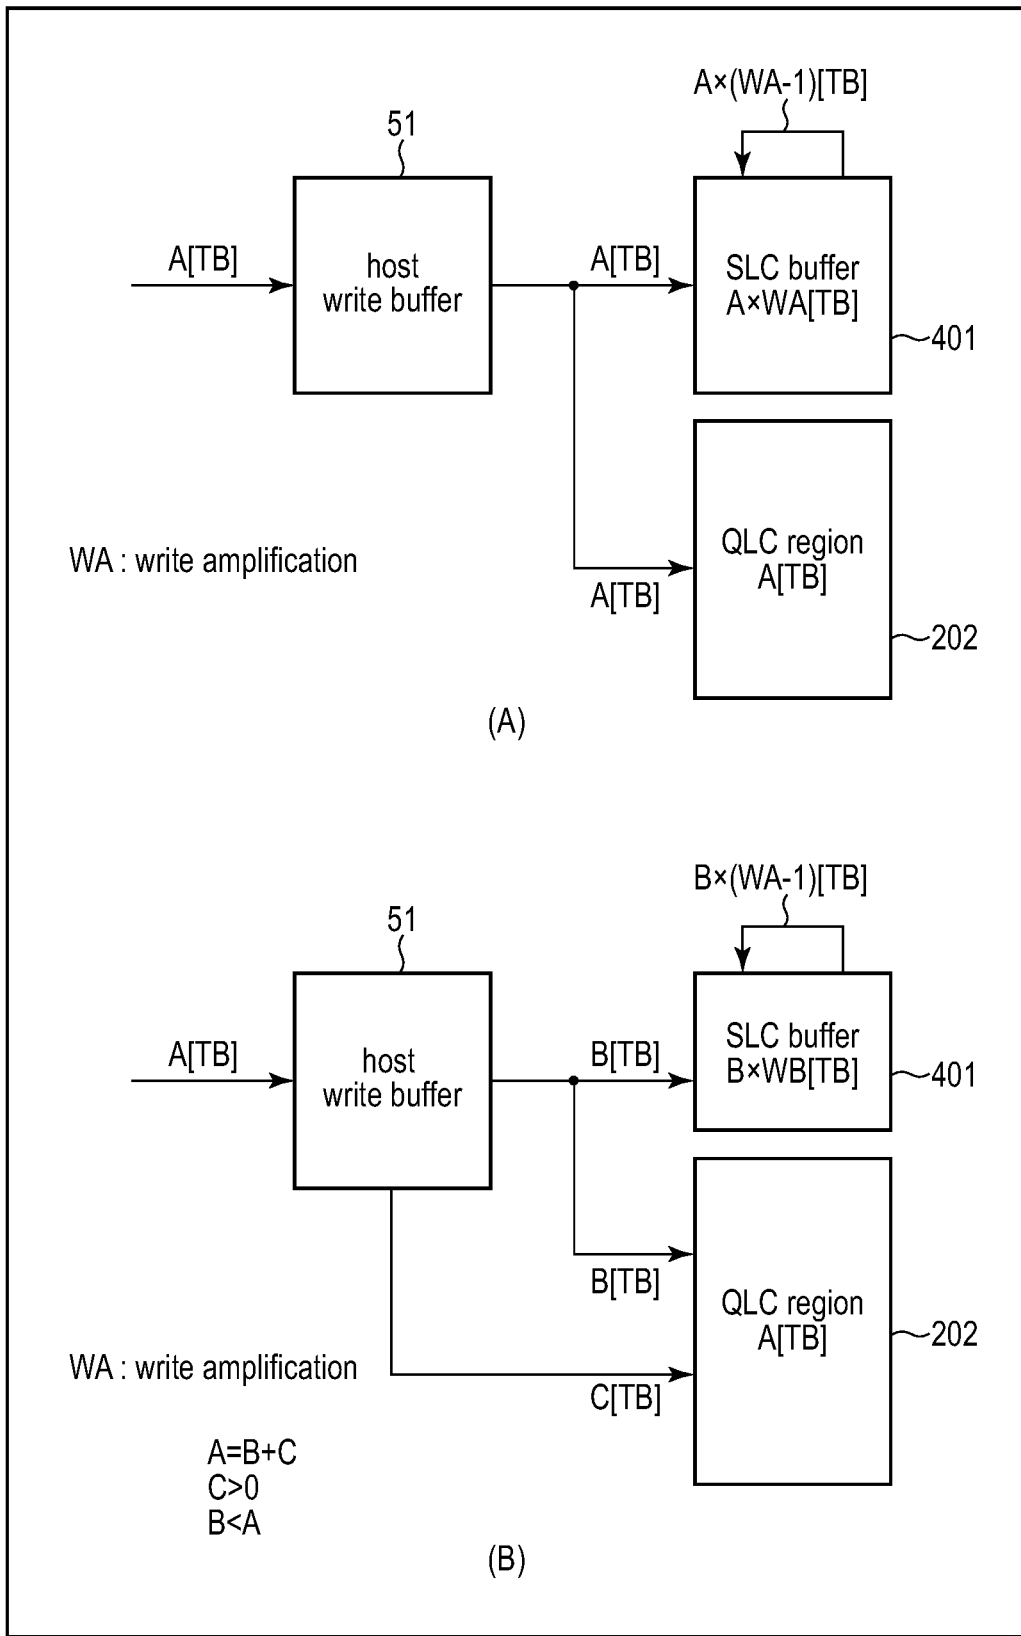 A×(WA-1)[TB]
51
A[TB]
host
write buffer
A[TB]
SLC buffer
A×WA[TB]
401
QLC region
A[TB]
WA : write amplification
A[TB]
202
(A)
B×(WA-1)[TB]
51
A[TB]
host
write buffer
B[TB]
SLC buffer
B×WB[TB]
401
B[TB]
QLC region
A[TB]
202
WA : write amplification
C[TB]
A=B+C
C>0
B<A
(B)